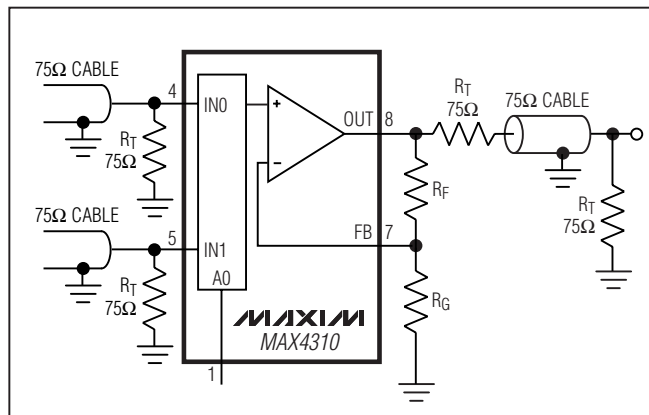 75Ω CABLE
4
IN0
RT
75Ω
75Ω CABLE
5
IN1
RT
75Ω
A0
1
+
-
OUT
8
FB
7
MAXIM
MAX4310
RT
75Ω
75Ω CABLE
RF
RG
RT
75Ω